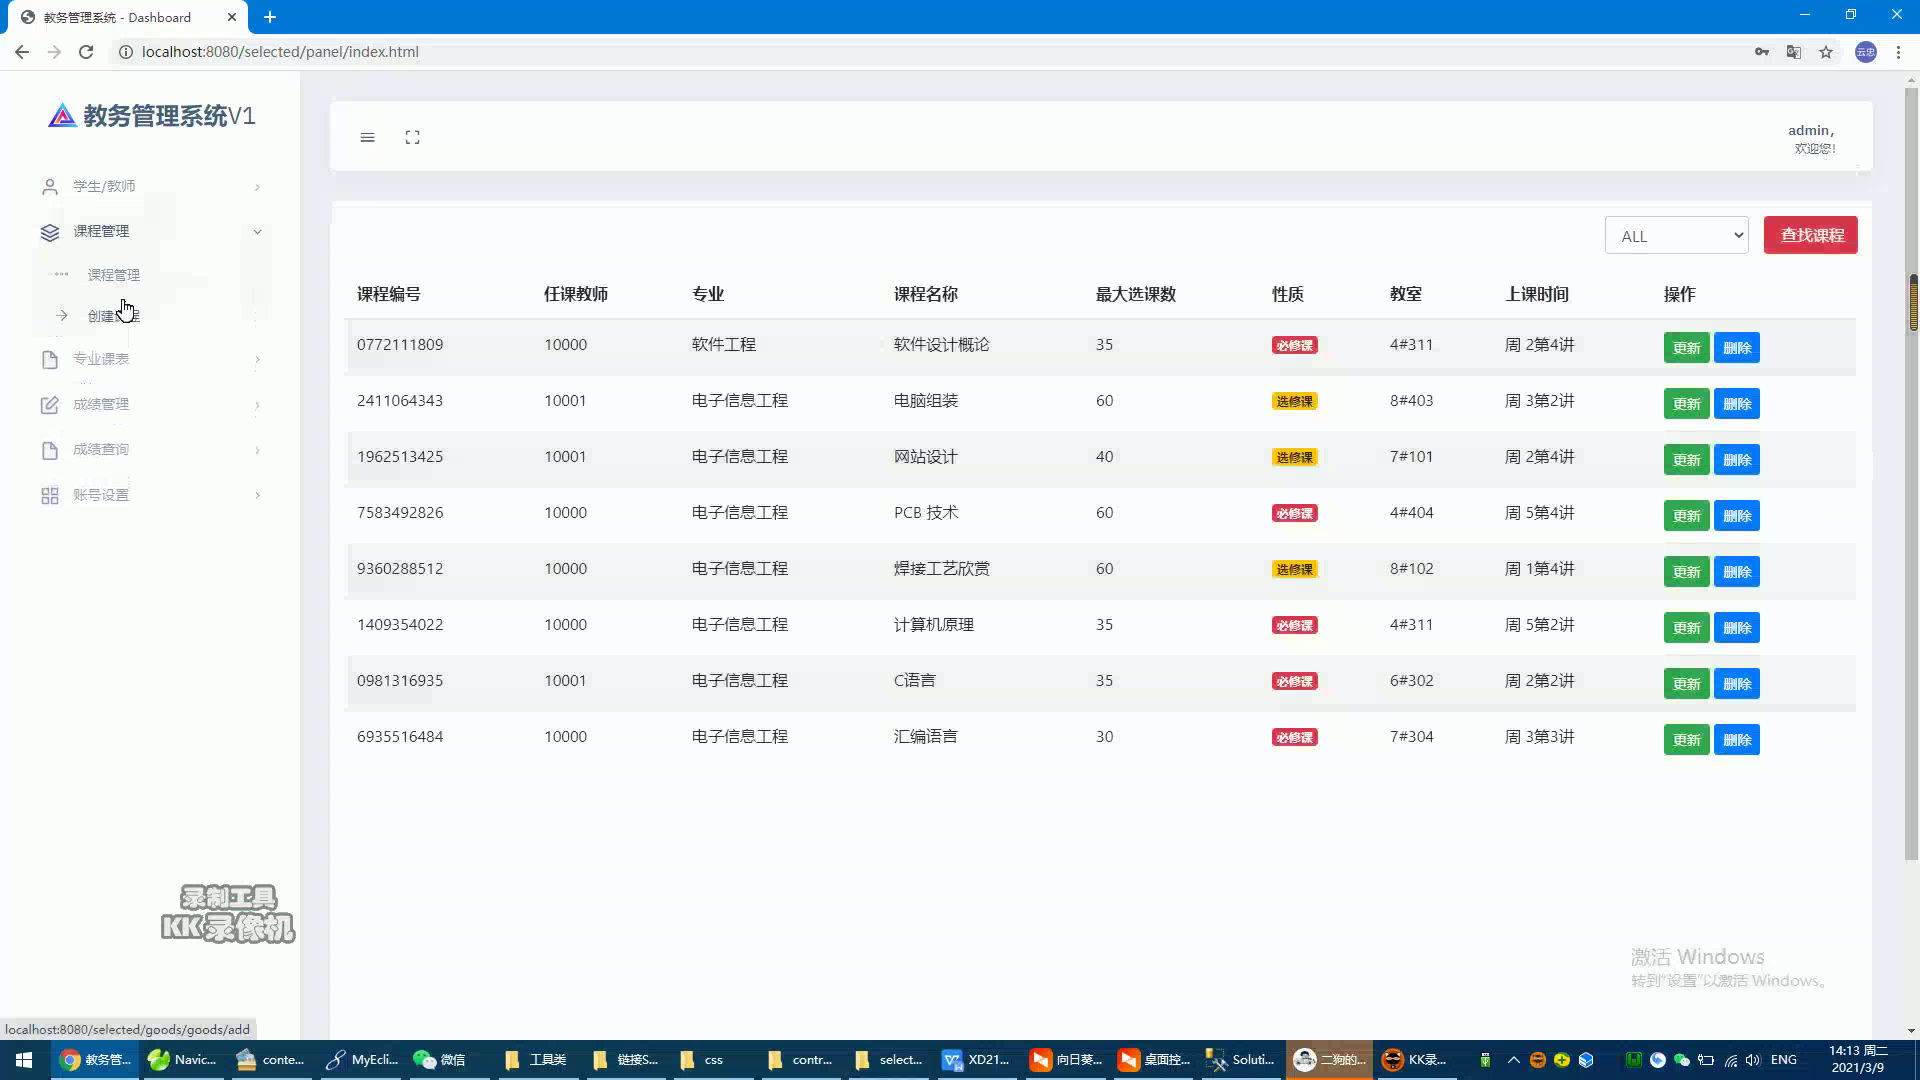 教务管理系统 - Dashboard
localhost:8080/selected/panel/index.html
云忠
教务管理系统V1
admin，
欢迎您!
学生/教师
课程管理
课程管理
创建课程
专业课表
成绩管理
成绩查询
账号设置
ALL 查找课程
课程编号 任课教师 专业 课程名称 最大选课数 性质 教室 上课时间 操作
0772111809 10000 软件工程 软件设计概论 35 必修课 4#311 周 2第4讲 更新 删除
2411064343 10001 电子信息工程 电脑组装 60 选修课 8#403 周 3第2讲 更新 删除
1962513425 10001 电子信息工程 网站设计 40 选修课 7#101 周 2第4讲 更新 删除
7583492826 10000 电子信息工程 PCB 技术 60 必修课 4#404 周 5第4讲 更新 删除
9360288512 10000 电子信息工程 焊接工艺欣赏 60 选修课 8#102 周 1第4讲 更新 删除
1409354022 10000 电子信息工程 计算机原理 35 必修课 4#311 周 5第2讲 更新 删除
0981316935 10001 电子信息工程 C语言 35 必修课 6#302 周 2第2讲 更新 删除
6935516484 10000 电子信息工程 汇编语言 30 必修课 7#304 周 3第3讲 更新 删除
录制工具
KK录像机
激活 Windows
转到"设置"以激活 Windows。
localhost:8080/selected/goods/goods/add
教务管... Navic... conte... MyEcli... 微信 工具类 链接S... css contr... select... XD21... 向日葵... 桌面控... Soluti... 二狗的... KK录... ENG
14:13 周二
2021/3/9